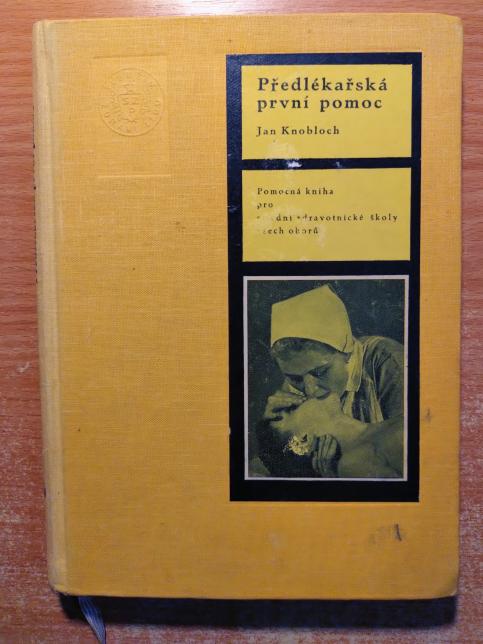 Předlékařská
první pomoc
Jan Knobloch
Pomocná kniha
pro
zdravotnické školy
oborů